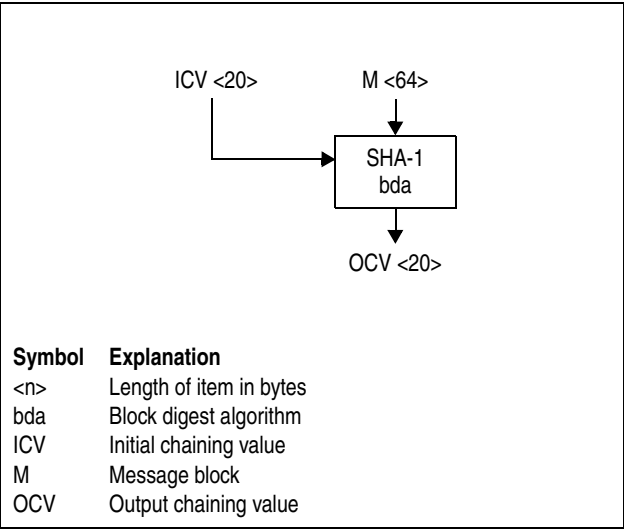 ICV <20> M <64>
SHA-1
bda
OCV <20>
Symbol Explanation
<n> Length of item in bytes
bda Block digest algorithm
ICV Initial chaining value
M Message block
OCV Output chaining value